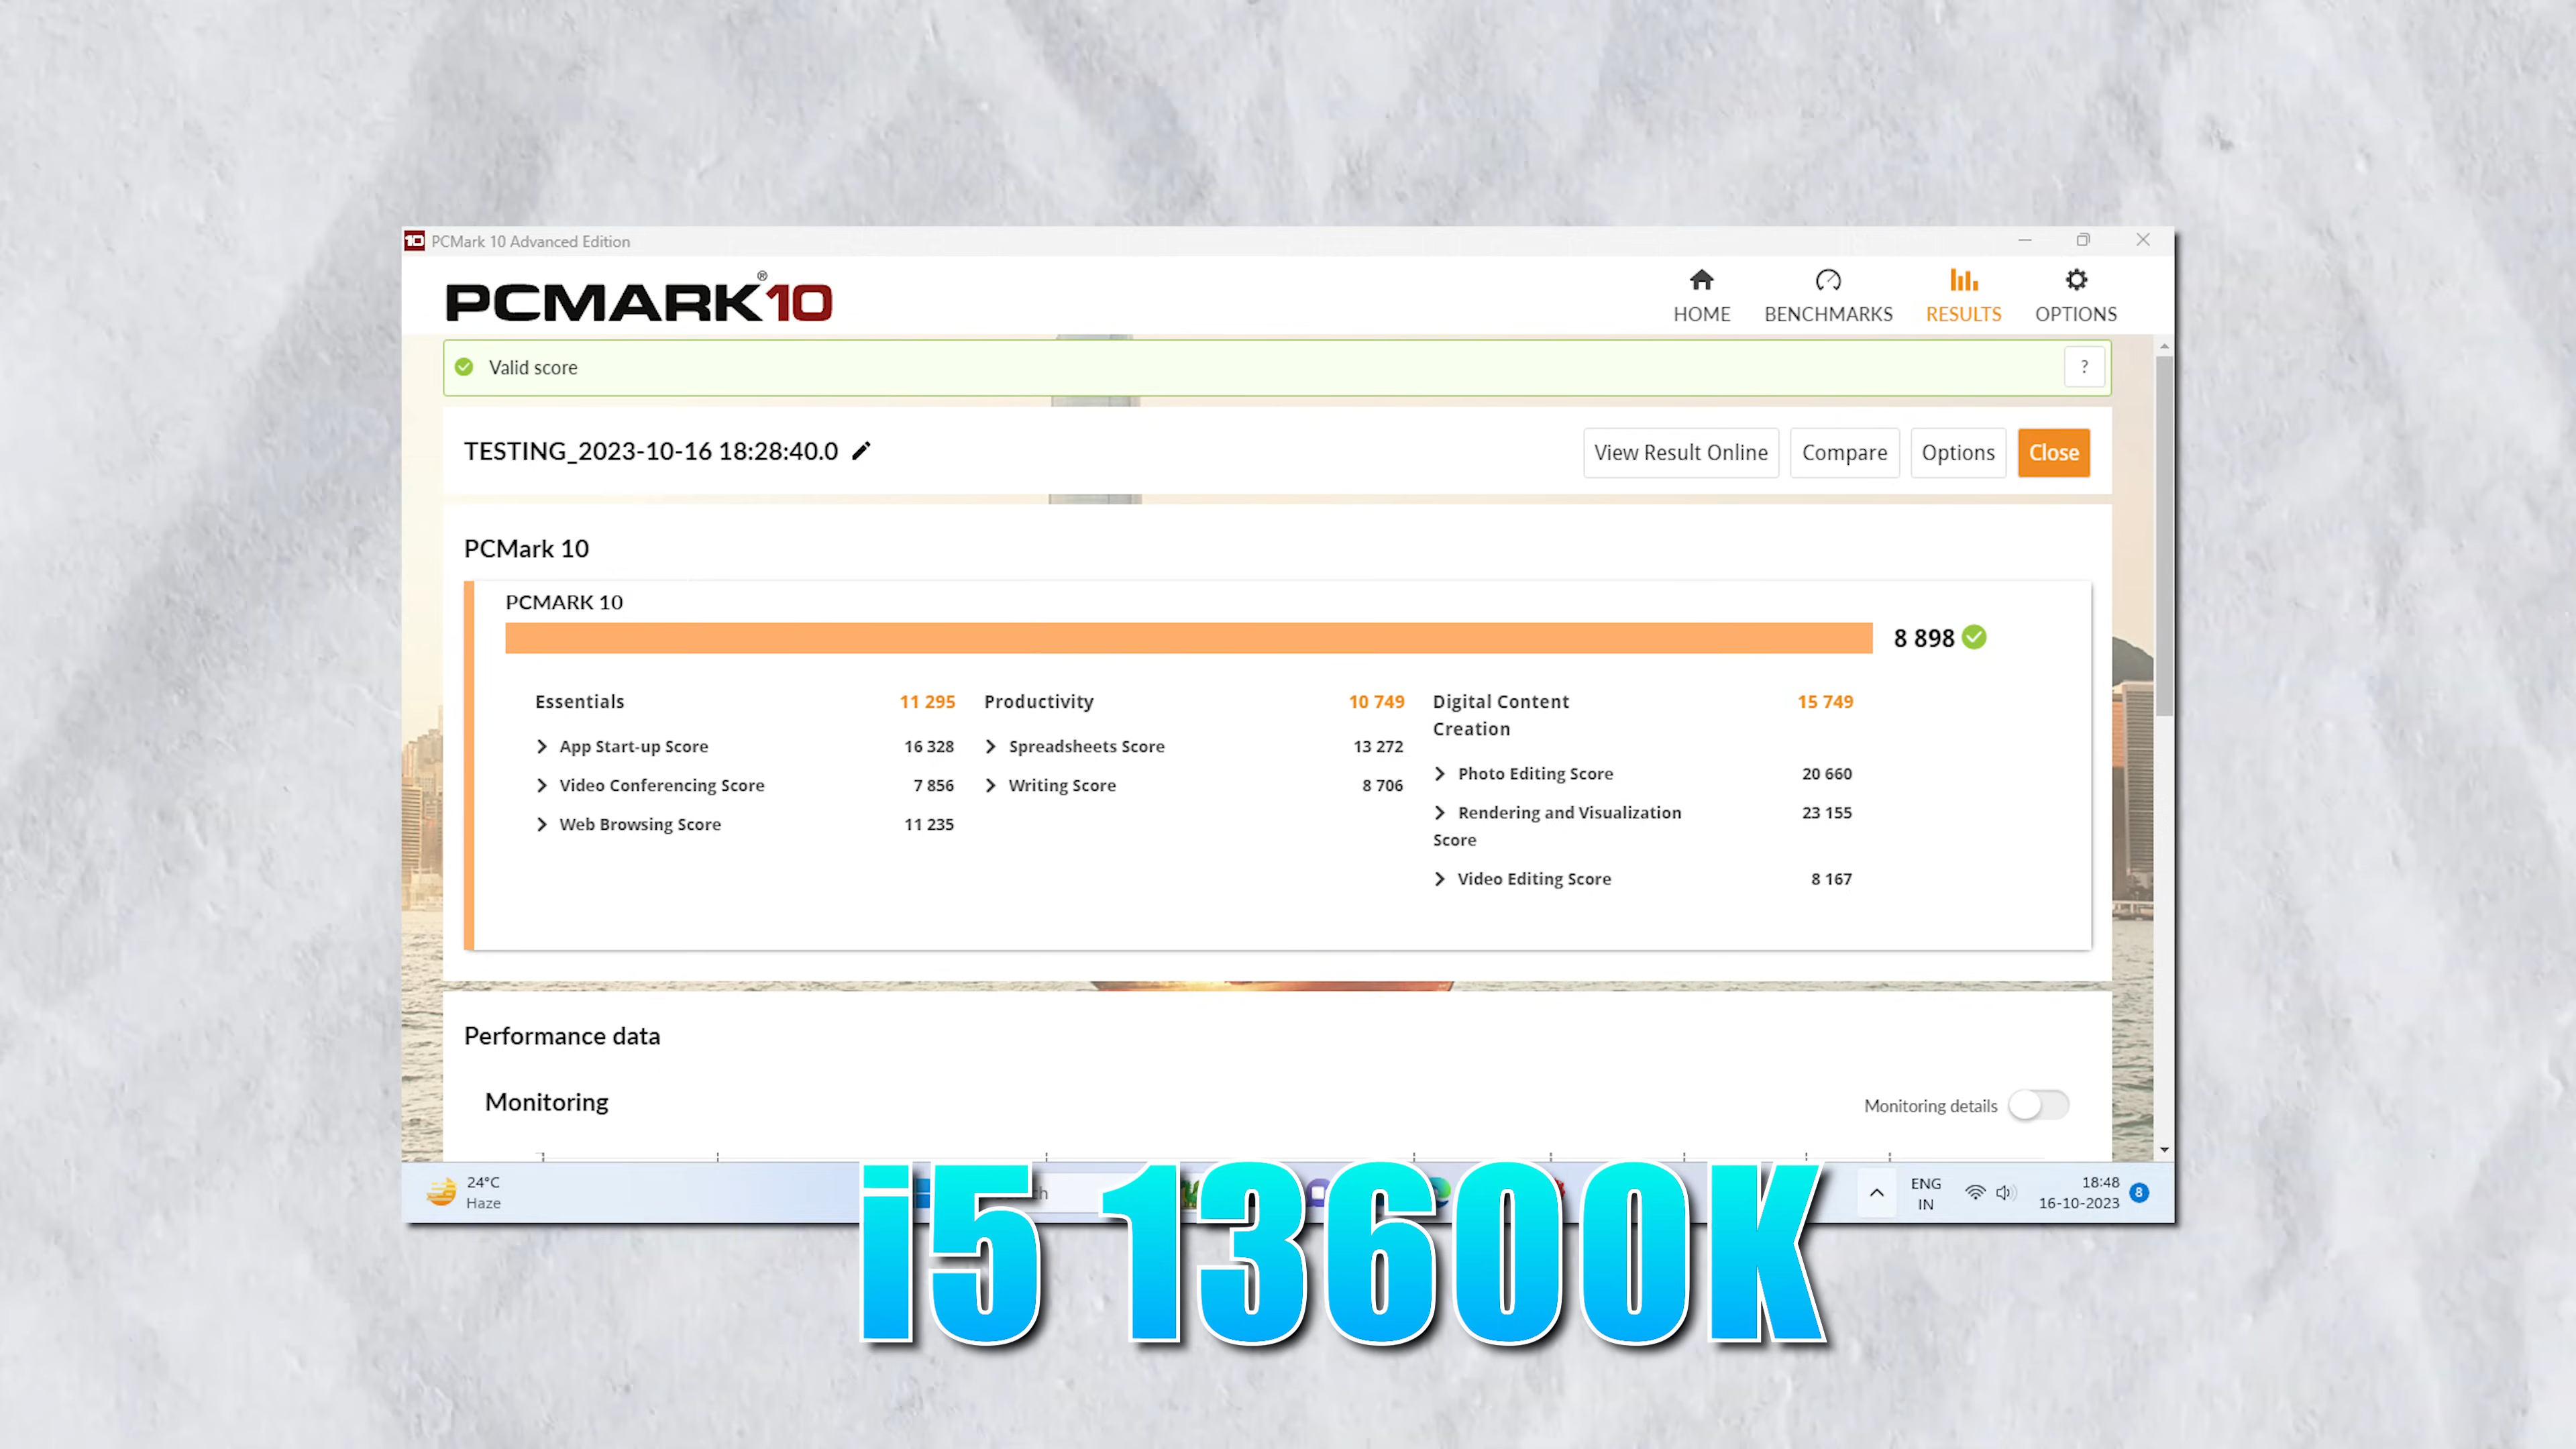 10 PCMark 10 Advanced Edition
PCMARK®10
HOME BENCHMARKS RESULTS OPTIONS
Valid score ?
TESTING_2023-10-16 18:28:40.0
View Result Online Compare Options Close
PCMark 10
PCMARK 10
8 898
Essentials 11 295
App Start-up Score 16 328
Video Conferencing Score 7 856
Web Browsing Score 11 235
Productivity 10 749
Spreadsheets Score 13 272
Writing Score 8 706
Digital Content 15 749
Creation
Photo Editing Score 20 660
Rendering and Visualization 23 155
Score
Video Editing Score 8 167
Performance data
Monitoring
Monitoring details
24°C
Haze
ENG
IN
18:48
16-10-2023
8
i5 13600K